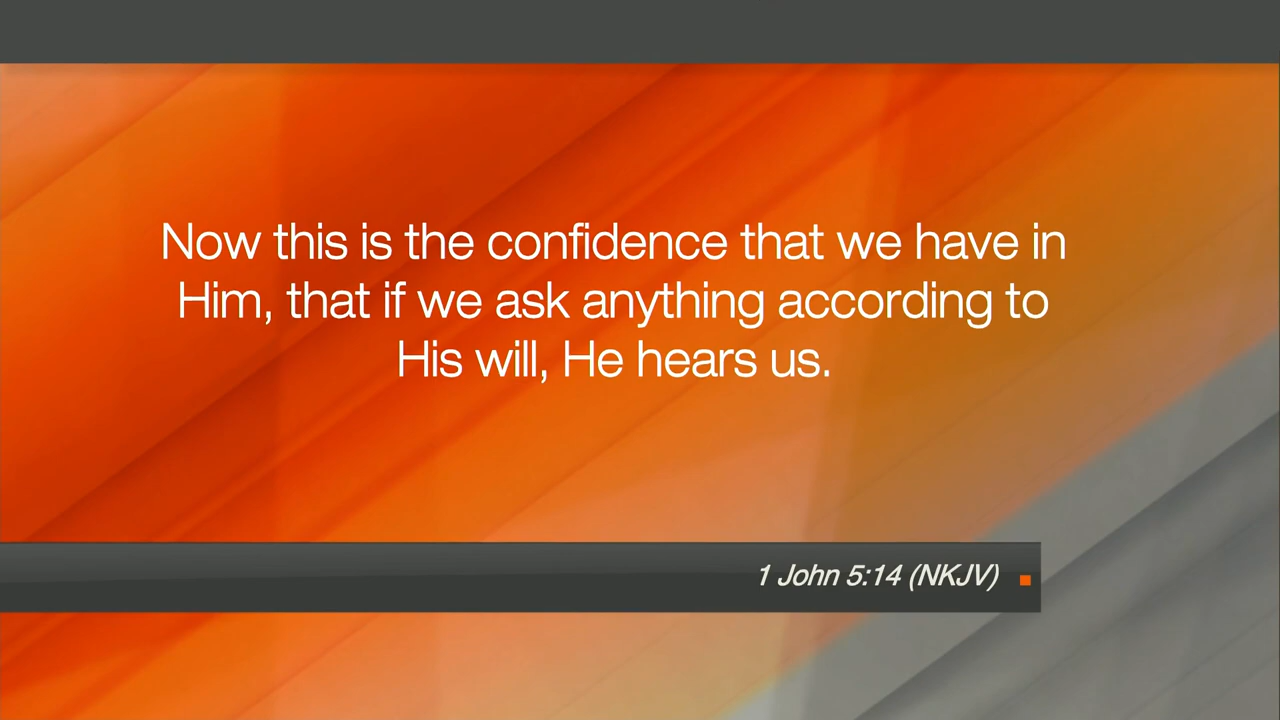 Now this is the confidence that we have in
Him, that if we ask anything according to
His will, He hears us.
1 John 5:14 (NKJV)